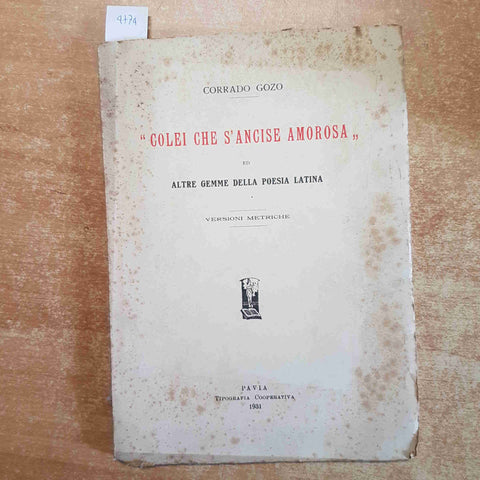 9774
CORRADO GOZO
" COLEI CHE S'ANCISE AMOROSA „
ED
ALTRE GEMME DELLA POESIA LATINA
VERSIONI METRICHE
PAVIA
TIPOGRAFIA COOPERATIVA
1931